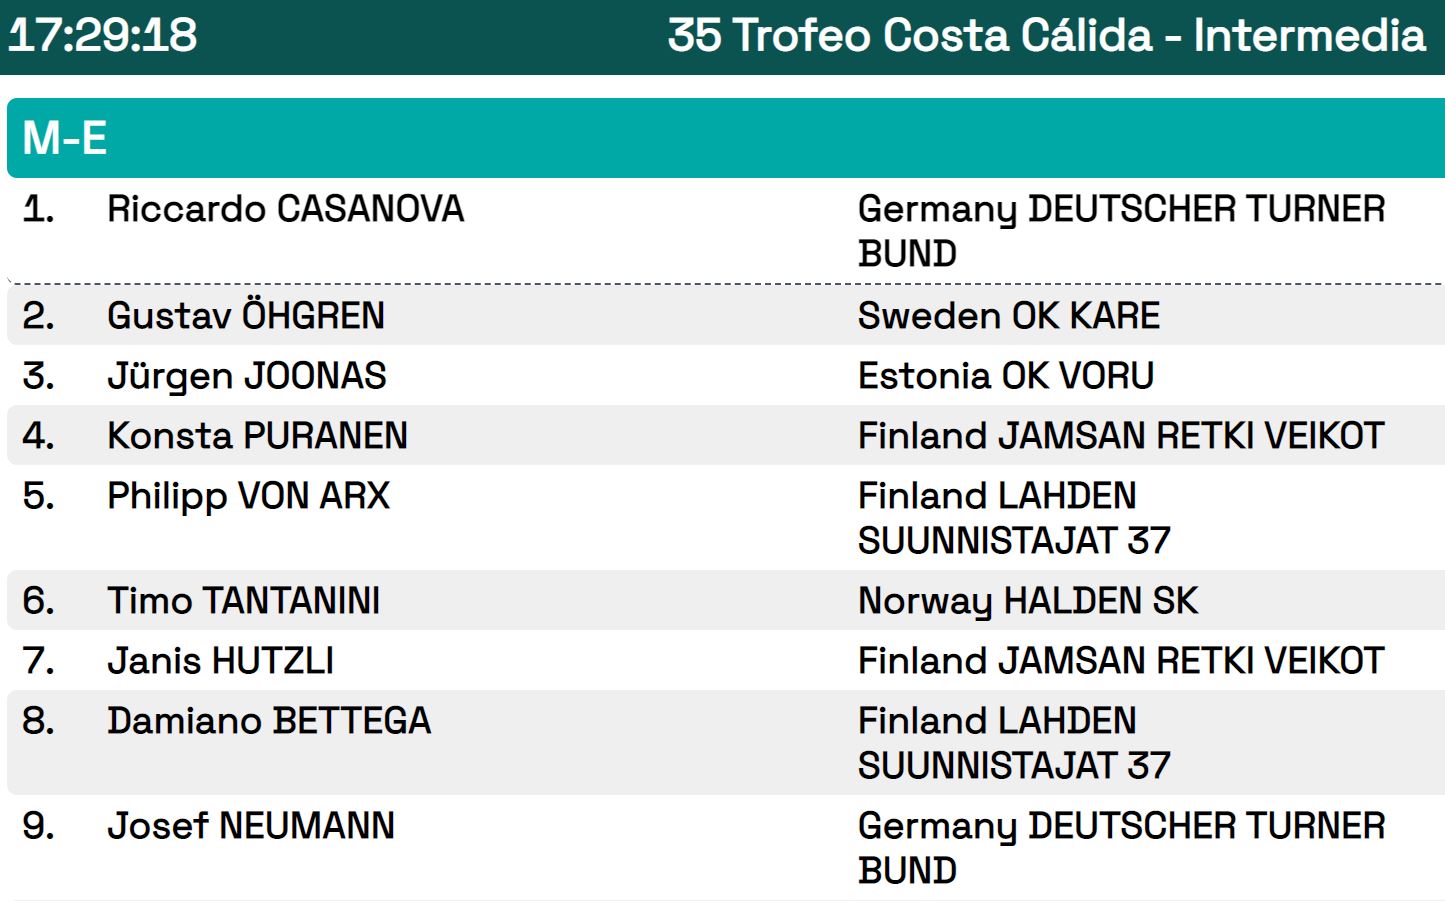 17:29:18 35 Trofeo Costa Cálida - Intermedia
M-E
1. Riccardo CASANOVA Germany DEUTSCHER TURNER
BUND
2. Gustav ÖHGREN Sweden OK KARE
3. Jürgen JOONAS Estonia OK VORU
4. Konsta PURANEN Finland JAMSAN RETKI VEIKOT
5. Philipp VON ARX Finland LAHDEN
SUUNNISTAJAT 37
6. Timo TANTANINI Norway HALDEN SK
7. Janis HUTZLI Finland JAMSAN RETKI VEIKOT
8. Damiano BETTEGA Finland LAHDEN
SUUNNISTAJAT 37
9. Josef NEUMANN Germany DEUTSCHER TURNER
BUND